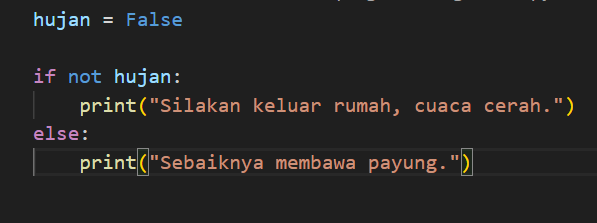 hujan = False
if not hujan:
    print("Silakan keluar rumah, cuaca cerah.")
else:
    print("Sebaiknya membawa payung.")